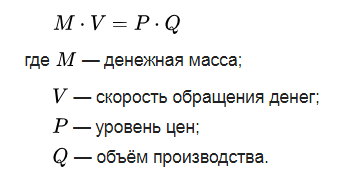 M · V = P · Q
где M — денежная масса;
V — скорость обращения денег;
P — уровень цен;
Q — объём производства.